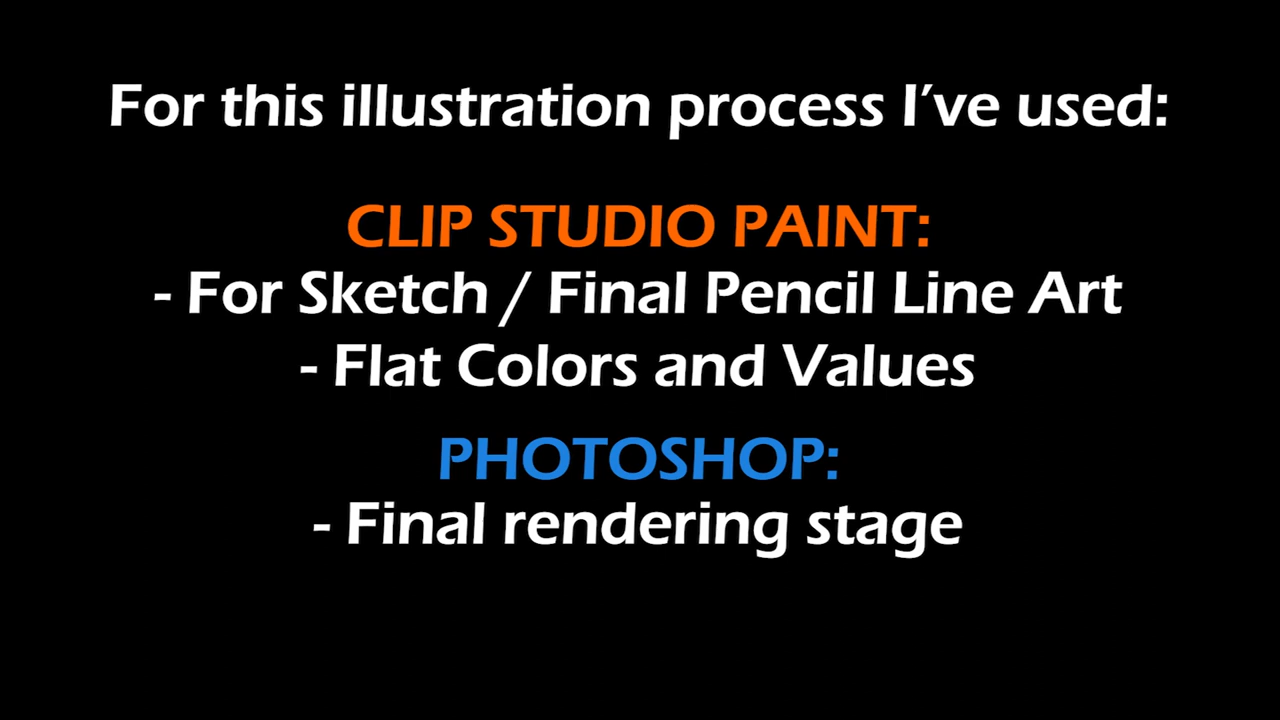 For this illustration process I’ve used:
CLIP STUDIO PAINT:
- For Sketch / Final Pencil Line Art
- Flat Colors and Values
PHOTOSHOP:
- Final rendering stage